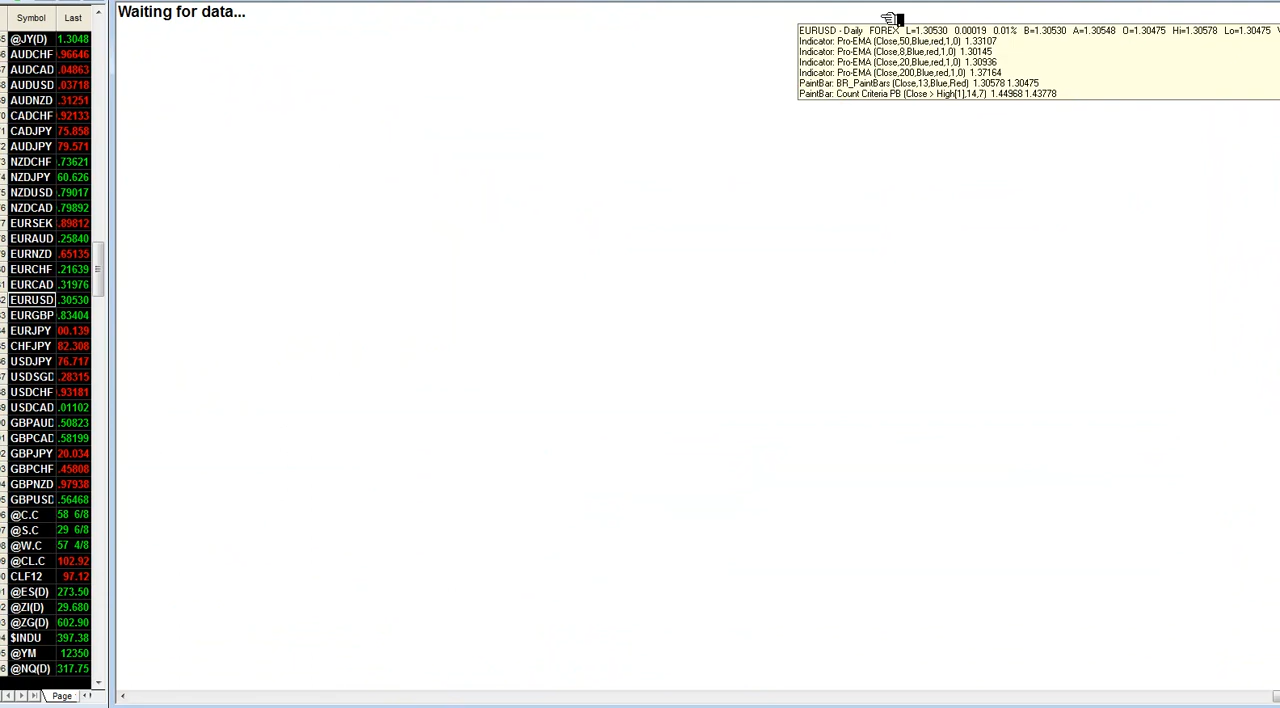 Waiting for data...
Symbol Last
@JY(D) 1.3048
AUDCHF .96646
AUDCAD .04863
AUDUSD .03718
AUDNZD .31251
CADCHF .92133
CADJPY 75.858
AUDJPY 79.571
NZDCHF .73621
NZDJPY 60.626
NZDUSD .79017
NZDCAD .79892
EURSEK .89812
EURAUD .25840
EURNZD .65135
EURCHF .21639
EURCAD .31976
EURUSD .30530
EURGBP .83404
EURJPY 00.139
CHFJPY 82.308
USDJPY 76.717
USDSGD .28315
USDCHF .93181
USDCAD .01102
GBPAUD .50823
GBPCAD .58199
GBPJPY 20.034
GBPCHF .45808
GBPNZD .97938
GBPUSD .56468
@C.C 58 6/8
@S.C 29 6/8
@W.C 57 4/8
@CL.C 102.92
CLF12 97.12
@ES(D) 273.50
@ZI(D) 29.680
@ZG(D) 602.90
$INDU 397.38
@YM 12350
@NQ(D) 317.75
Page
EURUSD - Daily FOREX L=1.30530 0.00019 0.01% B=1.30530 A=1.30548 O=1.30475 Hi=1.30578 Lo=1.30475
Indicator: Pro-EMA (Close,50,Blue,red,1,0) 1.33107
Indicator: Pro-EMA (Close,8,Blue,red,1,0) 1.30145
Indicator: Pro-EMA (Close,20,Blue,red,1,0) 1.30936
Indicator: Pro-EMA (Close,200,Blue,red,1,0) 1.37164
PaintBar: BR_PaintBars (Close,13,Blue,Red) 1.30578 1.30475
PaintBar: Count Criteria PB (Close > High[1],14,7) 1.44968 1.43778